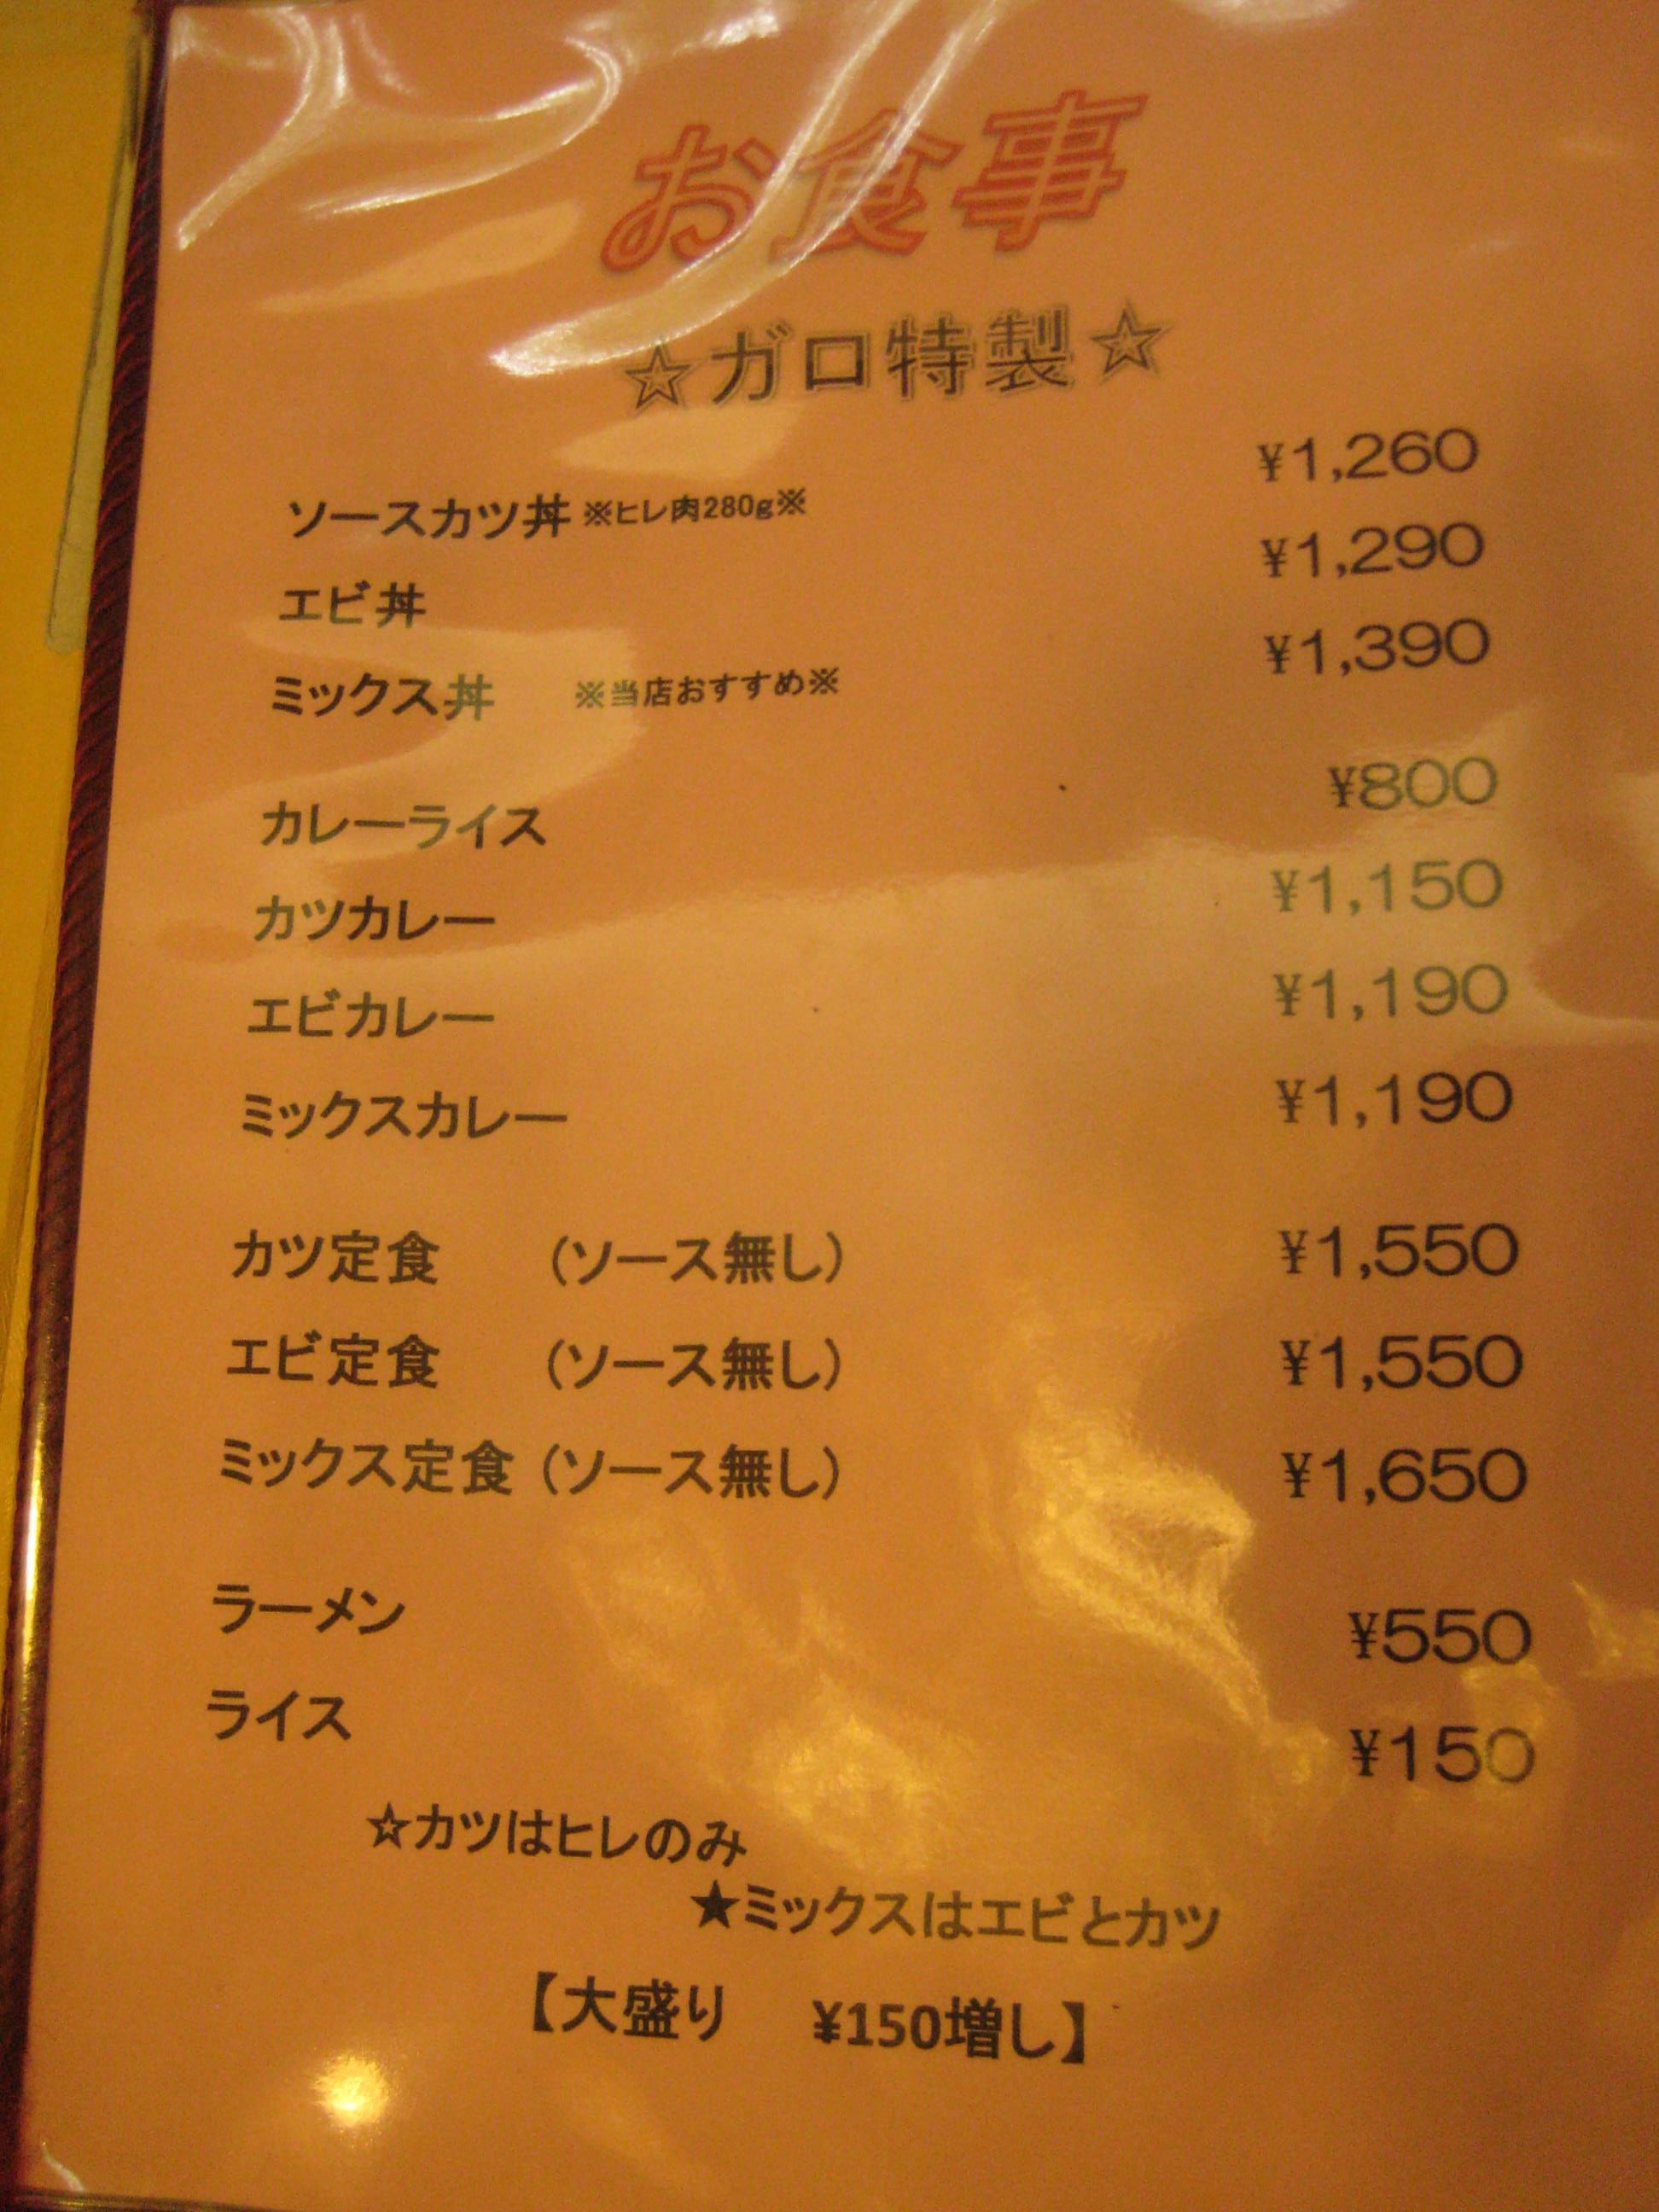 お食事
☆ガロ特製☆
ソースカツ丼 ※ヒレ肉280g※ ¥1,260
エビ丼 ¥1,290
ミックス丼 ※当店おすすめ※ ¥1,390
カレーライス ¥800
カツカレー ¥1,150
エビカレー ¥1,190
ミックスカレー ¥1,190
カツ定食 (ソース無し) ¥1,550
エビ定食 (ソース無し) ¥1,550
ミックス定食 (ソース無し) ¥1,650
ラーメン ¥550
ライス ¥150
☆カツはヒレのみ
★ミックスはエビとカツ
【大盛り ¥150増し】